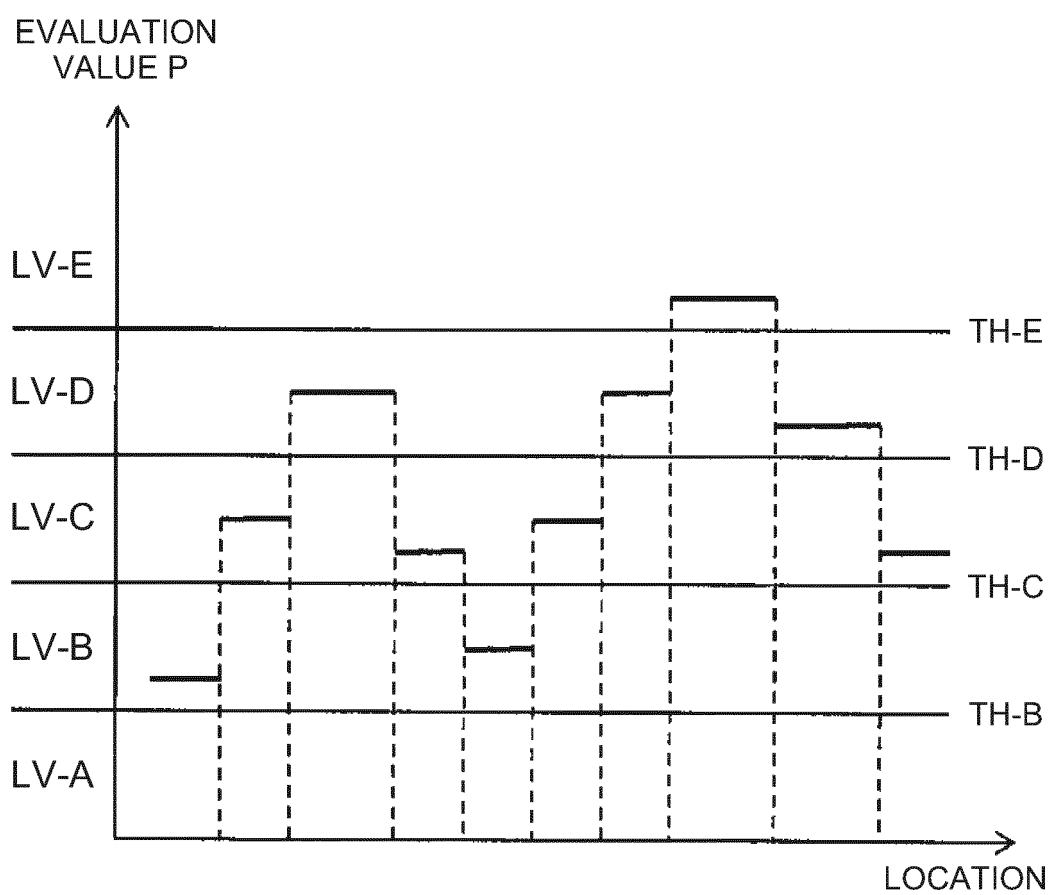 EVALUATION
VALUE P
LV-E
TH-E
LV-D
TH-D
LV-C
TH-C
LV-B
TH-B
LV-A
LOCATION